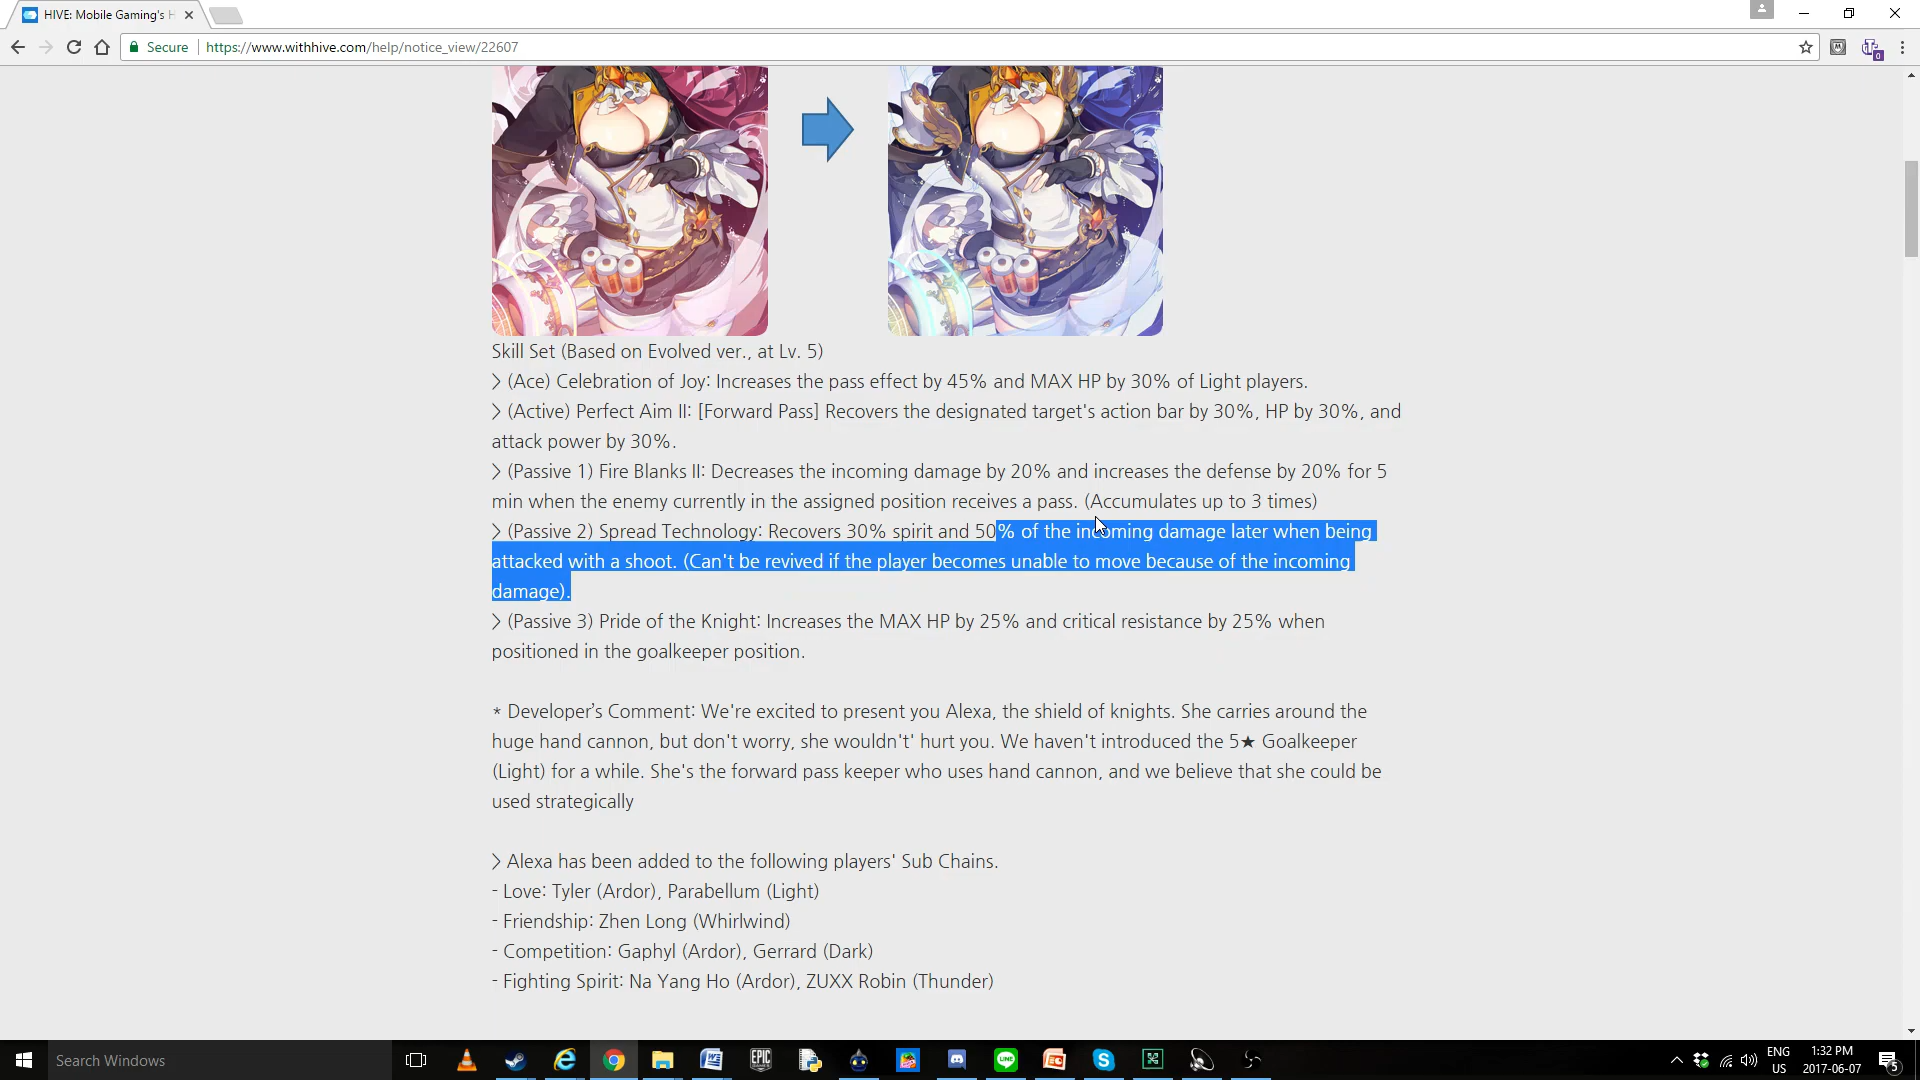 HIVE: Mobile Gaming's H
Secure https://www.withhive.com/help/notice_view/22607
Skill Set (Based on Evolved ver., at Lv. 5)
> (Ace) Celebration of Joy: Increases the pass effect by 45% and MAX HP by 30% of Light players.
> (Active) Perfect Aim II: [Forward Pass] Recovers the designated target's action bar by 30%, HP by 30%, and
attack power by 30%.
> (Passive 1) Fire Blanks II: Decreases the incoming damage by 20% and increases the defense by 20% for 5
min when the enemy currently in the assigned position receives a pass. (Accumulates up to 3 times)
> (Passive 2) Spread Technology: Recovers 30% spirit and 50% of the incoming damage later when being
attacked with a shoot. (Can't be revived if the player becomes unable to move because of the incoming
damage).
> (Passive 3) Pride of the Knight: Increases the MAX HP by 25% and critical resistance by 25% when
positioned in the goalkeeper position.
* Developer’s Comment: We're excited to present you Alexa, the shield of knights. She carries around the
huge hand cannon, but don't worry, she wouldn't' hurt you. We haven't introduced the 5★ Goalkeeper
(Light) for a while. She's the forward pass keeper who uses hand cannon, and we believe that she could be
used strategically
> Alexa has been added to the following players' Sub Chains.
- Love: Tyler (Ardor), Parabellum (Light)
- Friendship: Zhen Long (Whirlwind)
- Competition: Gaphyl (Ardor), Gerrard (Dark)
- Fighting Spirit: Na Yang Ho (Ardor), ZUXX Robin (Thunder)
Search Windows
EPIC
LINE
ENG
US
1:32 PM
2017-06-07
5
0